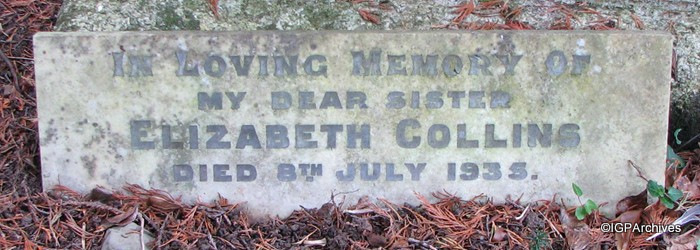 In Loving Memory Of
MY DEAR SISTER
Elizabeth Collins
DIED 8TH JULY 1935.
©IGPArchives